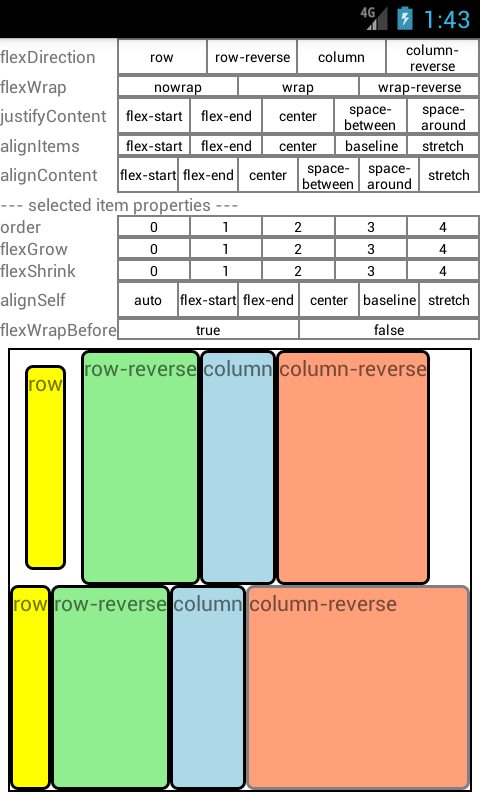 4G 1:43
flexDirection row row-reverse column column-reverse
flexWrap nowrap wrap wrap-reverse
justifyContent flex-start flex-end center space-between space-around
alignItems flex-start flex-end center baseline stretch
alignContent flex-start flex-end center space-between space-around stretch
--- selected item properties ---
order 0 1 2 3 4
flexGrow 0 1 2 3 4
flexShrink 0 1 2 3 4
alignSelf auto flex-start flex-end center baseline stretch
flexWrapBefore true false
row row-reverse column column-reverse
row row-reverse column column-reverse